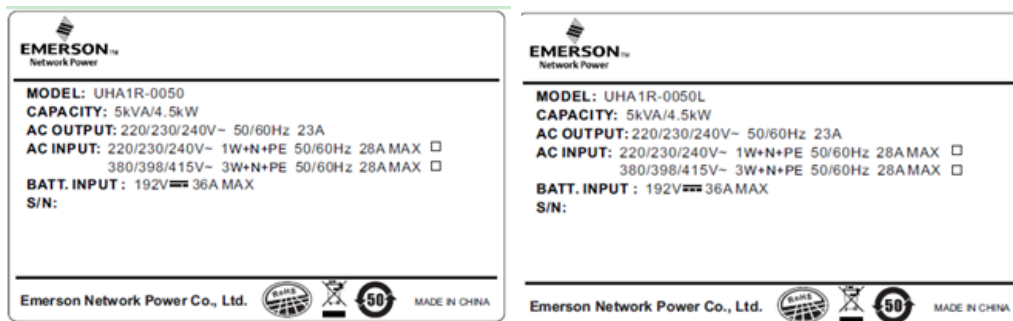 EMERSON™
Network Power
MODEL: UHA1R-0050
CAPACITY: 5kVA/4.5kW
AC OUTPUT: 220/230/240V~ 50/60Hz 23A
AC INPUT: 220/230/240V~ 1W+N+PE 50/60Hz 28A MAX □
380/398/415V~ 3W+N+PE 50/60Hz 28A MAX □
BATT. INPUT : 192V⎓36A MAX
S/N:
Emerson Network Power Co., Ltd. RoHS 50 MADE IN CHINA
EMERSON™
Network Power
MODEL: UHA1R-0050L
CAPACITY: 5kVA/4.5kW
AC OUTPUT: 220/230/240V~ 50/60Hz 23A
AC INPUT: 220/230/240V~ 1W+N+PE 50/60Hz 28A MAX □
380/398/415V~ 3W+N+PE 50/60Hz 28A MAX □
BATT. INPUT : 192V⎓36A MAX
S/N:
Emerson Network Power Co., Ltd. RoHS 50 MADE IN CHINA